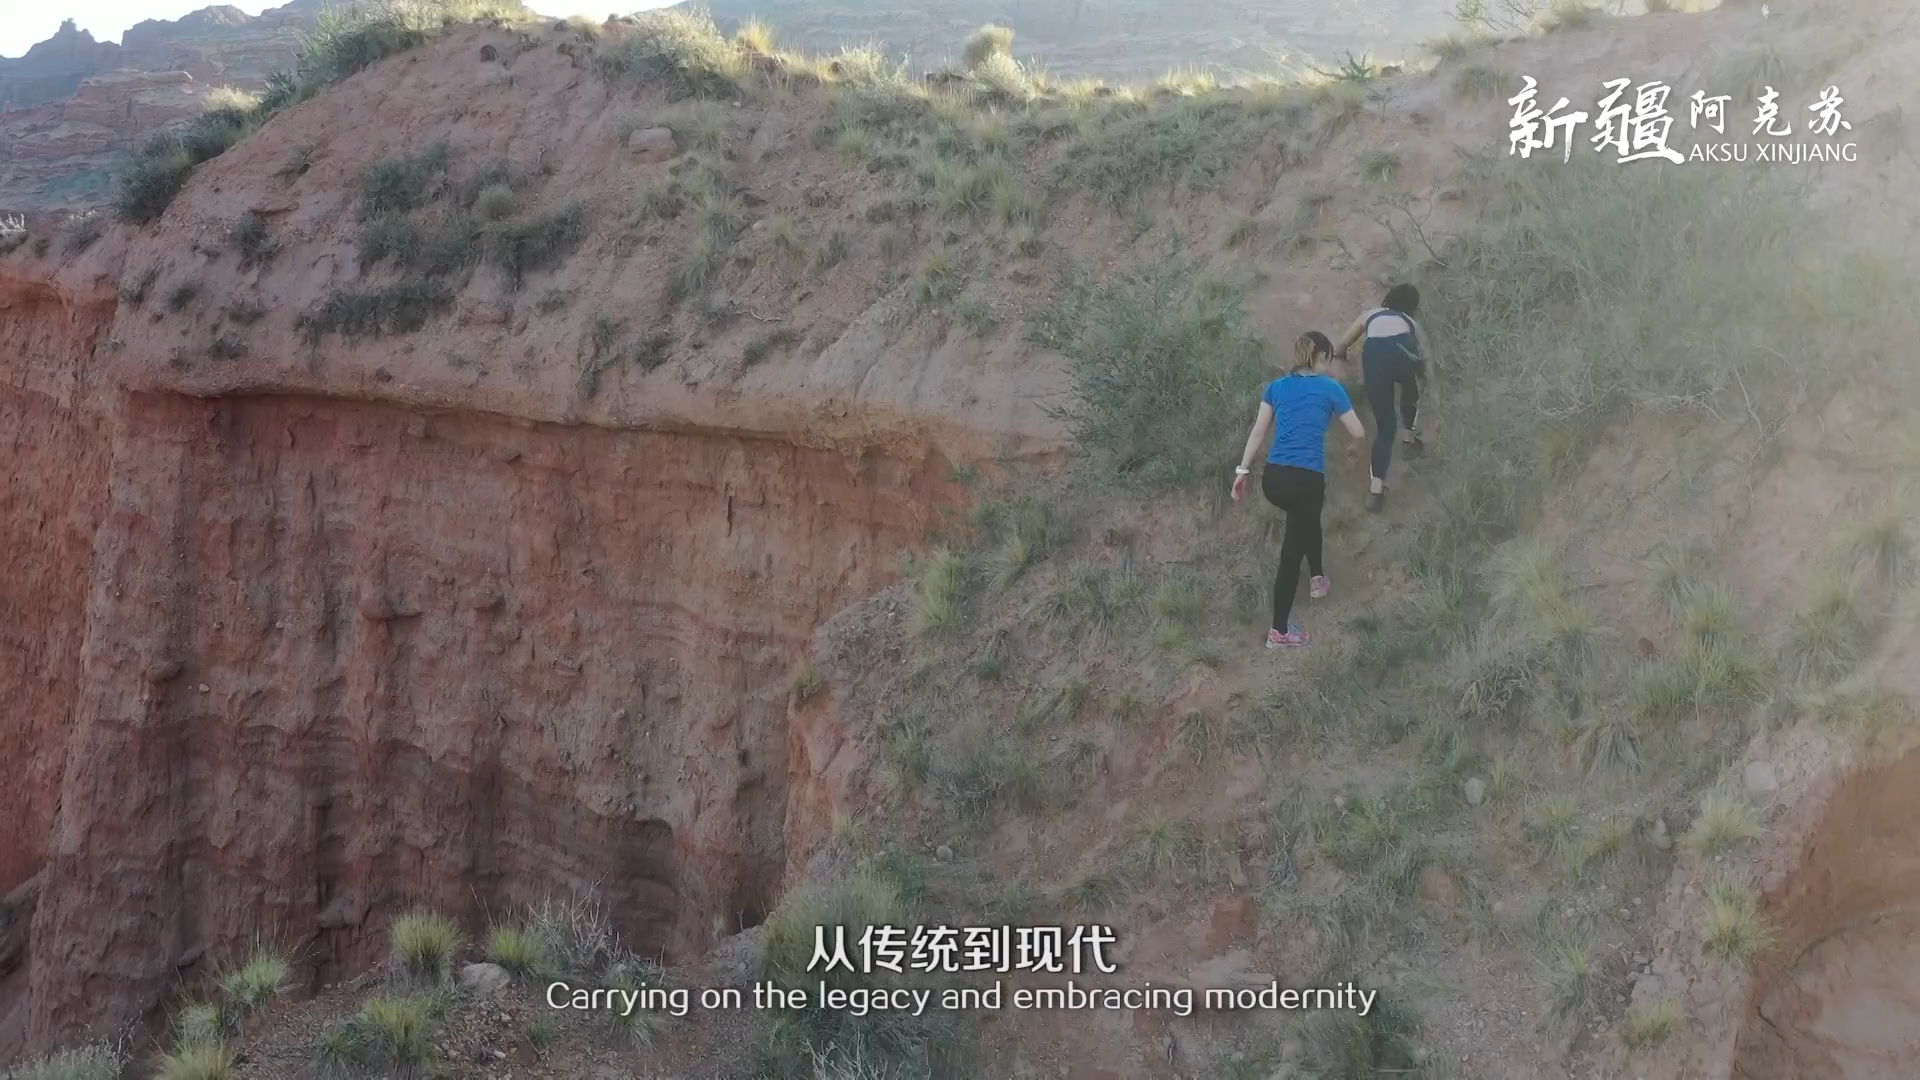 新疆阿克苏
AKSU XINJIANG
从传统到现代
Carrying on the legacy and embracing modernity